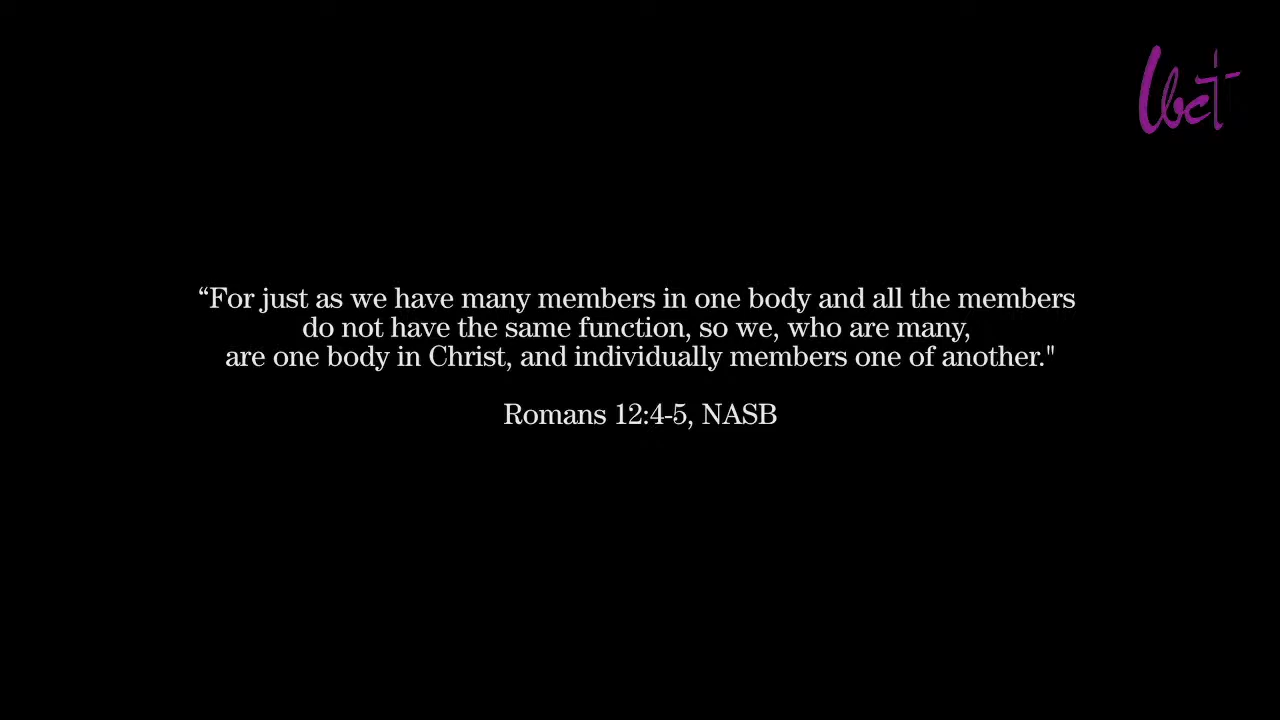 lbct
“For just as we have many members in one body and all the members
do not have the same function, so we, who are many,
are one body in Christ, and individually members one of another."
Romans 12:4-5, NASB